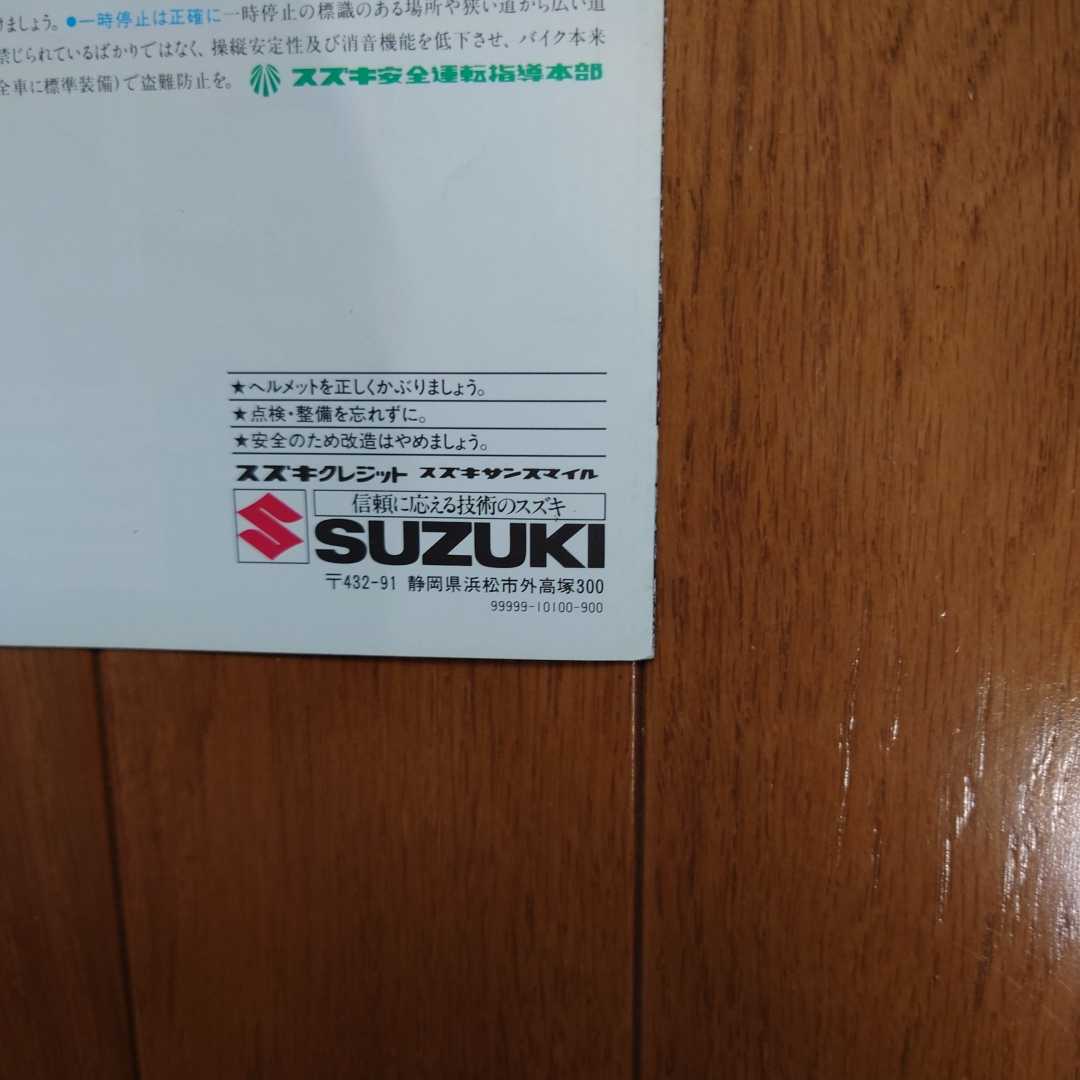 けましょう。●一時停止は正確に一時停止の標識のある場所や狭い道から広い道
禁じられているばかりではなく、操縦安定性及び消音機能を低下させ、バイク本来
全車に標準装備)で盗難防止を。 スズキ安全運転指導本部
★ヘルメットを正しくかぶりましょう。
★点検・整備を忘れずに。
★安全のため改造はやめましょう。
スズキクレジット スズキサンスマイル
信頼に応える技術のスズキ
SUZUKI
〒432-91 静岡県浜松市外高塚300
99999-10100-900